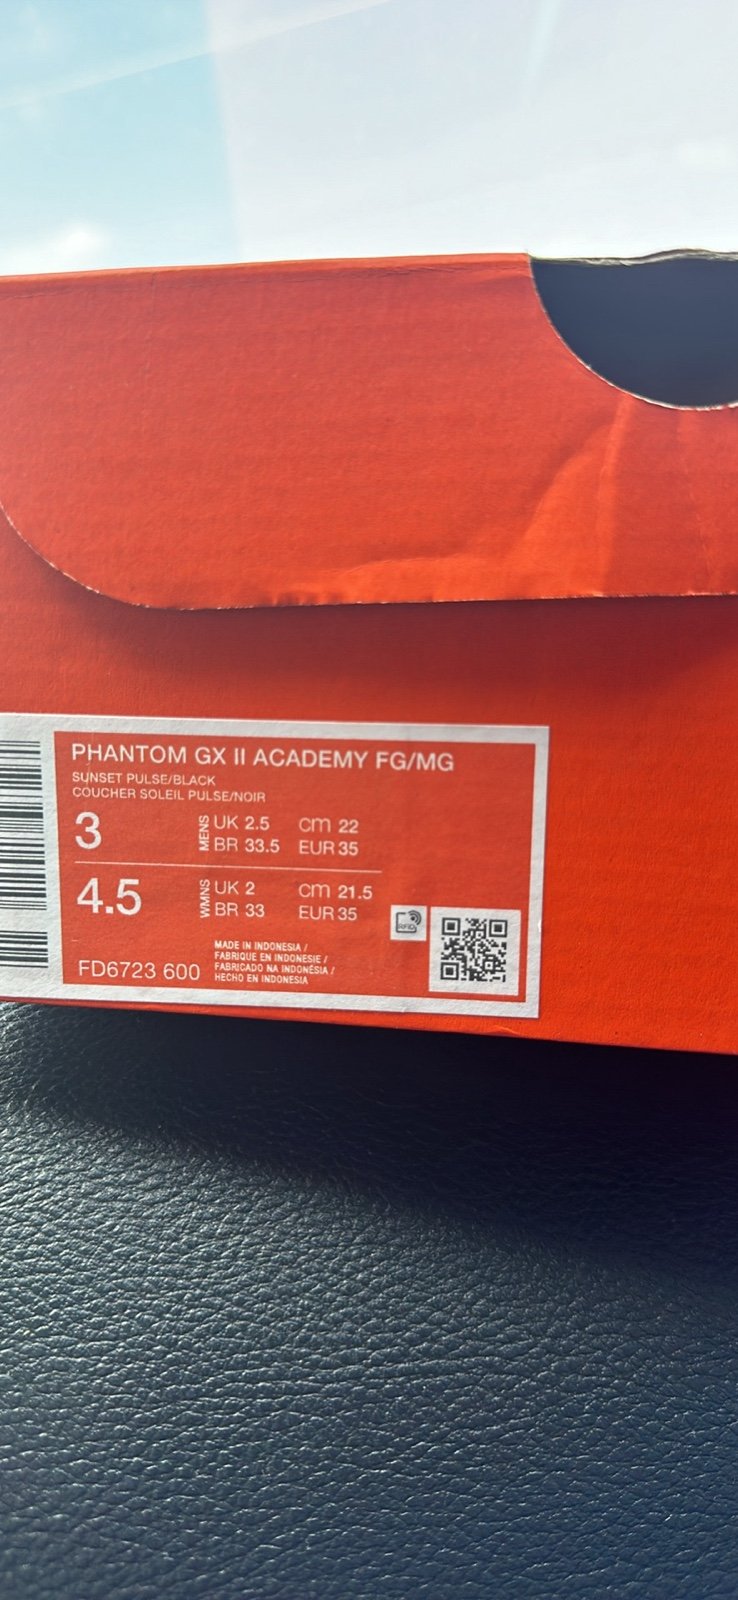 PHANTOM GX II ACADEMY FG/MG
SUNSET PULSE/BLACK
COUCHER SOLEIL PULSE/NOIR
3 MENS UK 2.5 cm 22
BR 33.5 EUR 35
4.5 WMNS UK 2 cm 21.5
BR 33 EUR 35
RFID
MADE IN INDONESIA /
FABRIQUE EN INDONESIE /
FABRICADO NA INDONÉSIA /
HECHO EN INDONESIA
FD6723 600